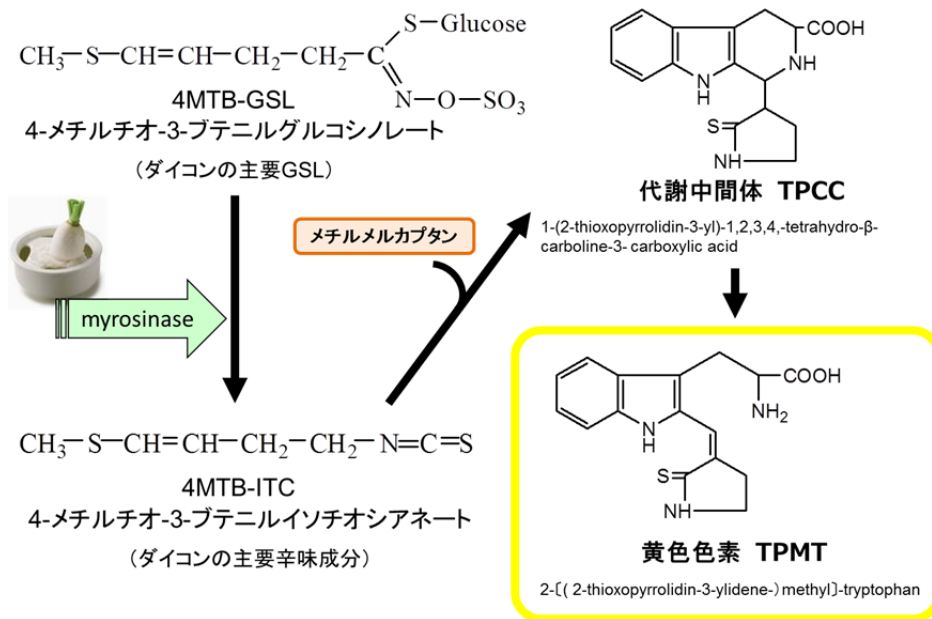 S−Glucose
CH3−S−CH=CH−CH2−CH2−C
N−O−SO3
4MTB-GSL
4-メチルチオ-3-ブテニルグルコシノレート
（ダイコンの主要GSL）
myrosinase
CH3−S−CH=CH−CH2−CH2−N=C=S
4MTB-ITC
4-メチルチオ-3-ブテニルイソチオシアネート
（ダイコンの主要辛味成分）
メチルメルカプタン
COOH
NH
N
H
S
NH
代謝中間体 TPCC
1-(2-thioxopyrrolidin-3-yl)-1,2,3,4,-tetrahydro-β-
carboline-3- carboxylic acid
COOH
NH2
N
H
S
NH
黄色色素 TPMT
2-〔( 2-thioxopyrrolidin-3-ylidene-）methyl〕-tryptophan